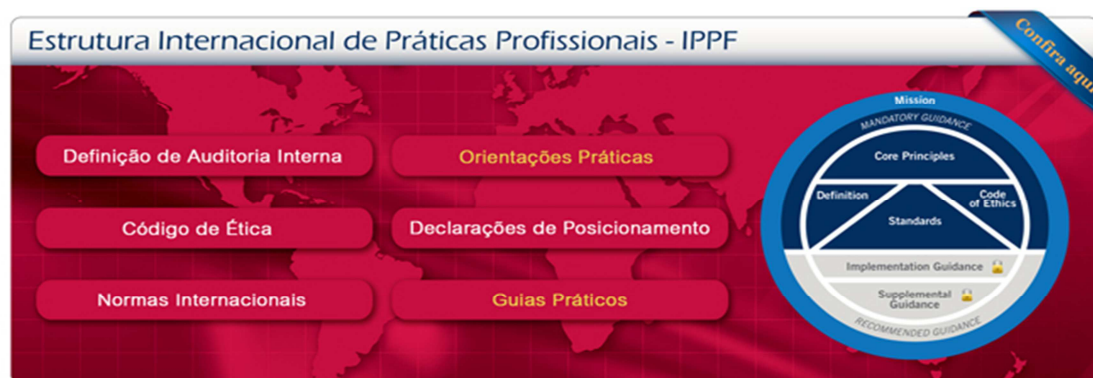 Estrutura Internacional de Práticas Profissionais - IPPF
Confira aqui
Definição de Auditoria Interna
Orientações Práticas
Código de Ética
Declarações de Posicionamento
Normas Internacionais
Guias Práticos
Mission
MANDATORY GUIDANCE
Core Principles
Definition
Code
of Ethics
Standards
Implementation Guidance
Supplemental
Guidance
RECOMMENDED GUIDANCE